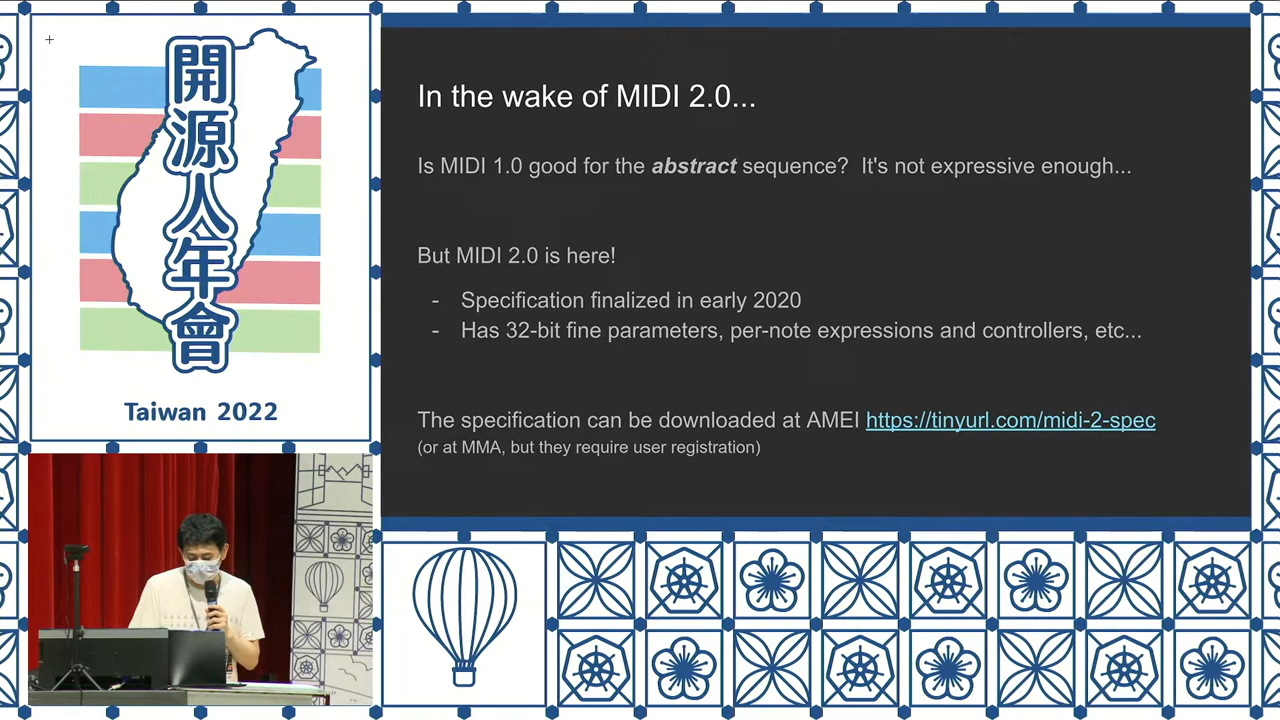 開源人年會
Taiwan 2022
In the wake of MIDI 2.0...
Is MIDI 1.0 good for the abstract sequence? It's not expressive enough...
But MIDI 2.0 is here!
- Specification finalized in early 2020
- Has 32-bit fine parameters, per-note expressions and controllers, etc...
The specification can be downloaded at AMEI https://tinyurl.com/midi-2-spec
(or at MMA, but they require user registration)